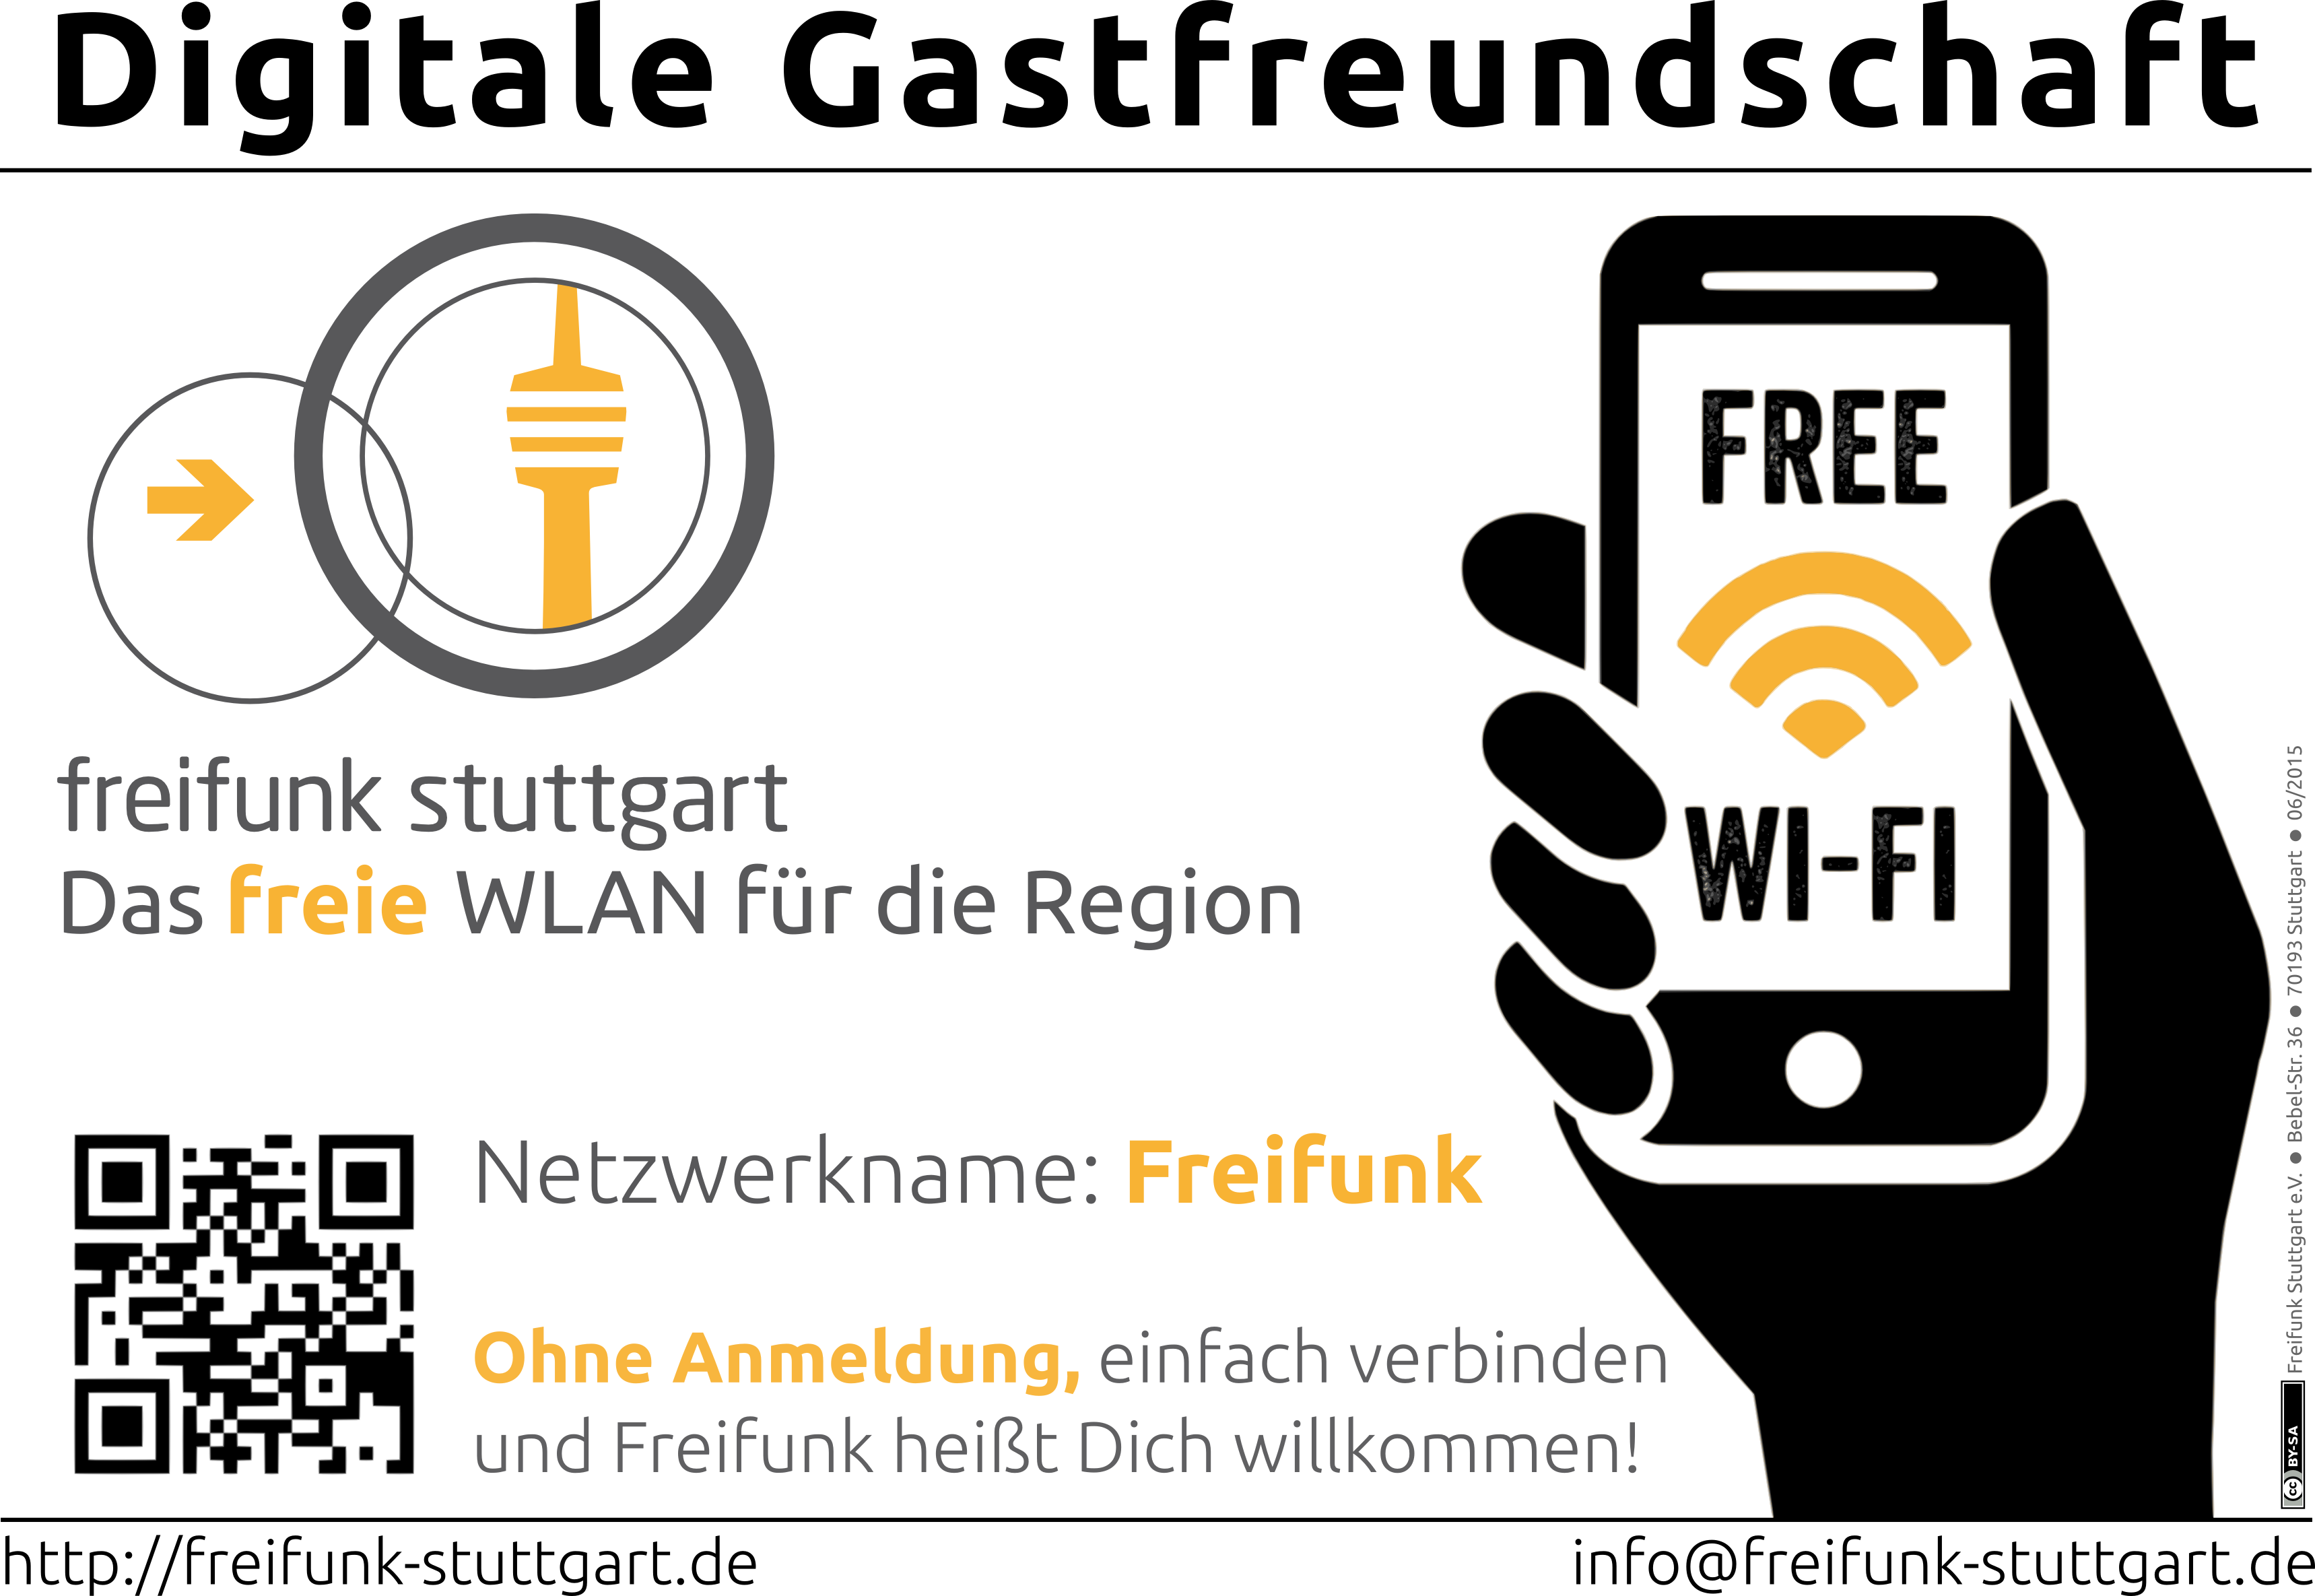 Digitale Gastfreundschaft
FREE
WI-FI
freifunk stuttgart
Das freie WLAN für die Region
Netzwerkname: Freifunk
Ohne Anmeldung, einfach verbinden
und Freifunk heißt Dich willkommen!
http://freifunk-stuttgart.de
info@freifunk-stuttgart.de
cc BY-SA Freifunk Stuttgart e.V. ● Bebel-Str. 36 ● 70193 Stuttgart ● 06/2015